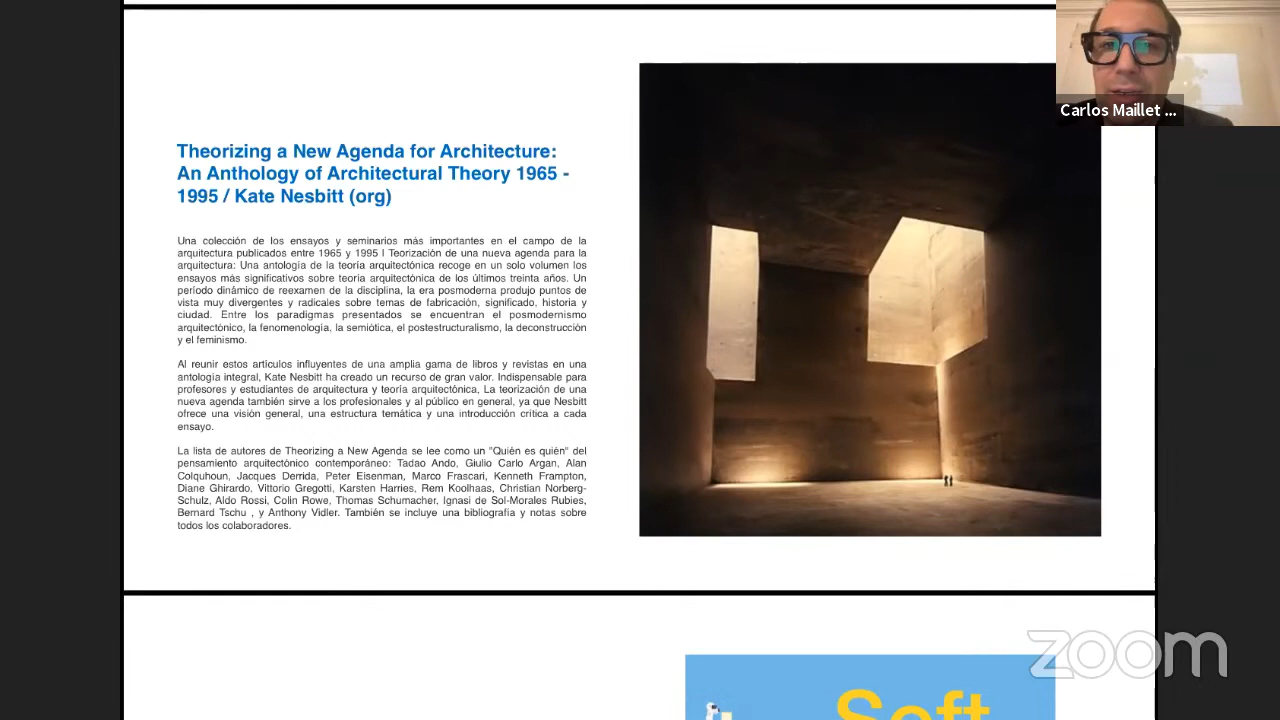 Carlos Maillet ...
Theorizing a New Agenda for Architecture:
An Anthology of Architectural Theory 1965 -
1995 / Kate Nesbitt (org)
Una colección de los ensayos y seminarios más importantes en el campo de la
arquitectura publicados entre 1965 y 1995 I Teorización de una nueva agenda para la
arquitectura: Una antología de la teoría arquitectónica recoge en un solo volumen los
ensayos más significativos sobre teoría arquitectónica de los últimos treinta años. Un
período dinámico de reexamen de la disciplina, la era posmoderna produjo puntos de
vista muy divergentes y radicales sobre temas de fabricación, significado, historia y
ciudad. Entre los paradigmas presentados se encuentran el posmodernismo
arquitectónico, la fenomenología, la semiótica, el postestructuralismo, la deconstrucción
y el feminismo.
Al reunir estos artículos influyentes de una amplia gama de libros y revistas en una
antología integral, Kate Nesbitt ha creado un recurso de gran valor. Indispensable para
profesores y estudiantes de arquitectura y teoría arquitectónica, La teorización de una
nueva agenda también sirve a los profesionales y al público en general, ya que Nesbitt
ofrece una visión general, una estructura temática y una introducción crítica a cada
ensayo.
La lista de autores de Theorizing a New Agenda se lee como un "Quién es quién" del
pensamiento arquitectónico contemporáneo: Tadao Ando, Giulio Carlo Argan, Alan
Colquhoun, Jacques Derrida, Peter Eisenman, Marco Frascari, Kenneth Frampton,
Diane Ghirardo, Vittorio Gregotti, Karsten Harries, Rem Koolhaas, Christian Norberg-
Schulz, Aldo Rossi, Colin Rowe, Thomas Schumacher, Ignasi de Sol-Morales Rubies,
Bernard Tschu , y Anthony Vidler. También se incluye una bibliografía y notas sobre
todos los colaboradores.
Soft
zoom